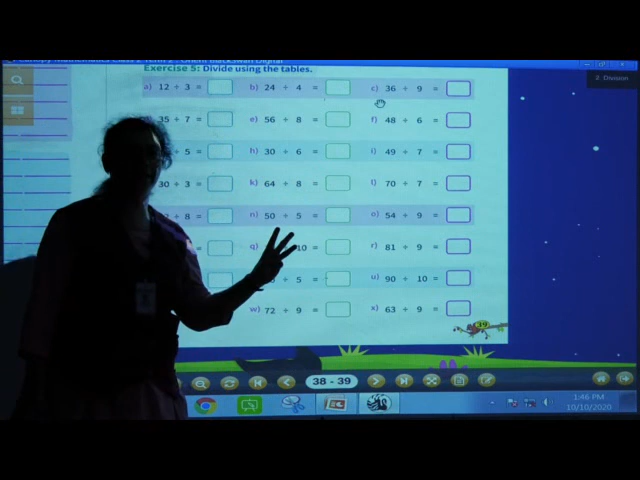 Exercise 5: Divide using the tables.
2 Division
a) 12 ÷ 3 = b) 24 ÷ 4 = c) 36 ÷ 9 =
35 ÷ 7 = e) 56 ÷ 8 = f) 48 ÷ 6 =
÷ 5 = h) 30 ÷ 6 = i) 49 ÷ 7 =
30 ÷ 3 = k) 64 ÷ 8 = l) 70 ÷ 7 =
÷ 8 = n) 50 ÷ 5 = o) 54 ÷ 9 =
= q) 10 = r) 81 ÷ 9 =
= ÷ 5 = u) 90 ÷ 10 =
w) 72 ÷ 9 = x) 63 ÷ 9 =
39
38 - 39
1:46 PM
10/10/2020